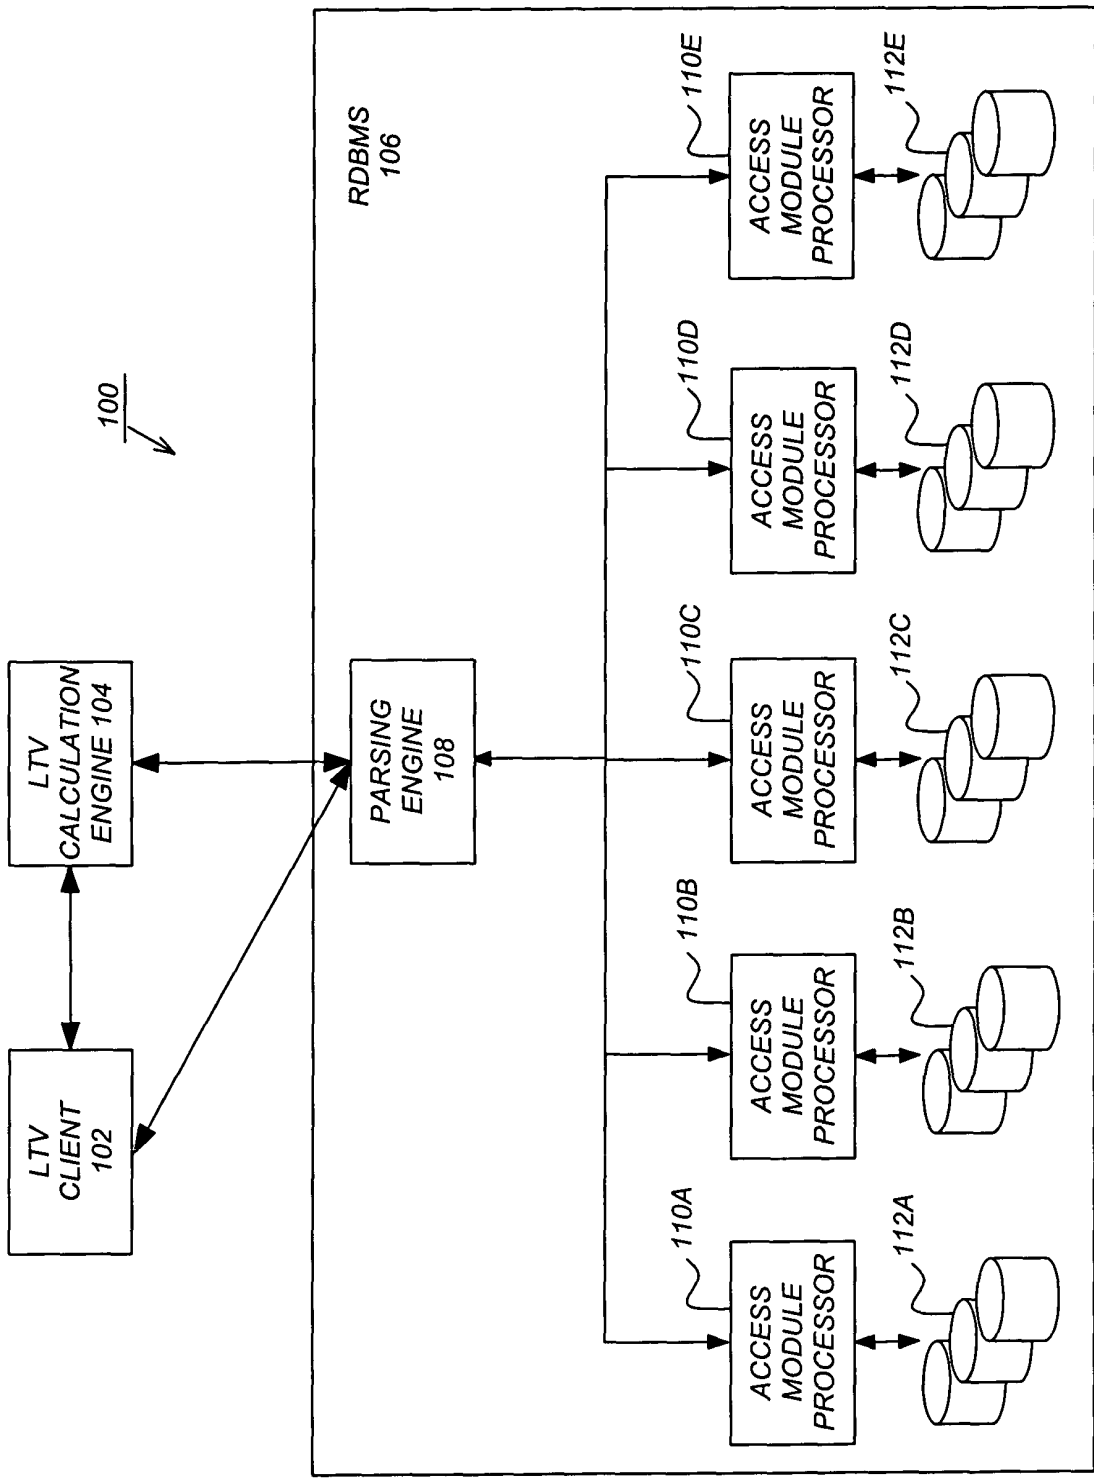 100
LTV
CLIENT
102
LTV
CALCULATION
ENGINE 104
RDBMS
106
PARSING
ENGINE
108
110A
110B
110C
110D
110E
ACCESS
MODULE
PROCESSOR
ACCESS
MODULE
PROCESSOR
ACCESS
MODULE
PROCESSOR
ACCESS
MODULE
PROCESSOR
ACCESS
MODULE
PROCESSOR
112A
112B
112C
112D
112E